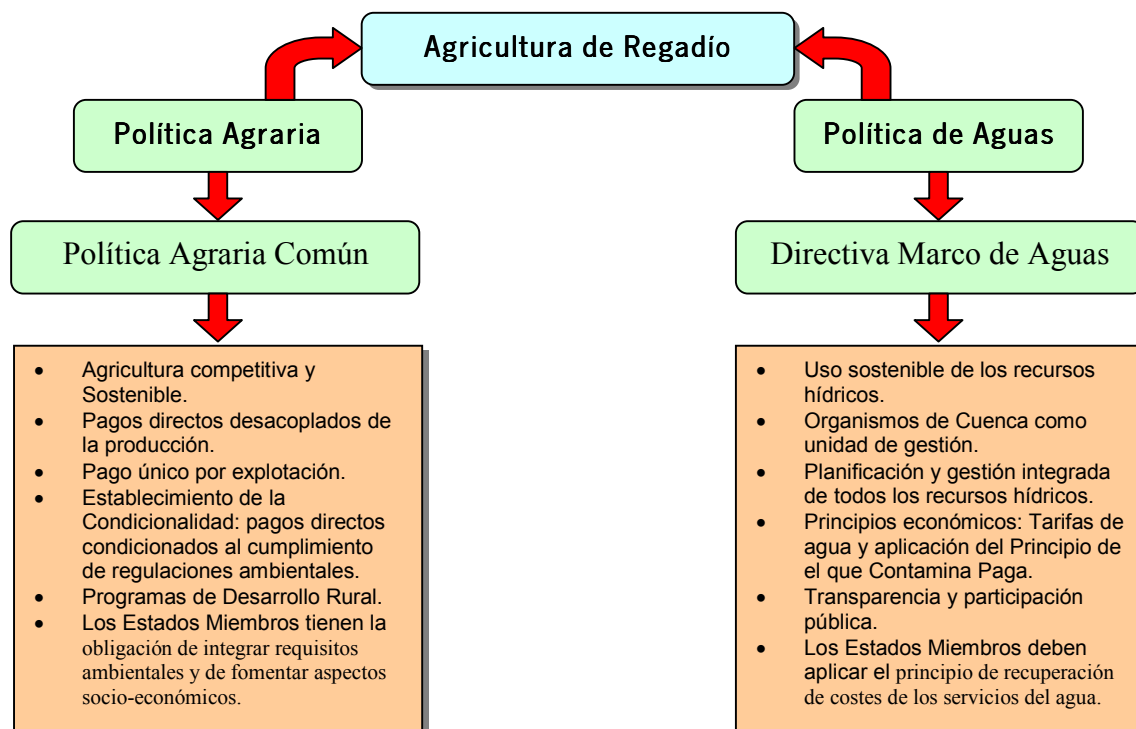 Agricultura de Regadío
Política Agraria
Política de Aguas
Política Agraria Común
Directiva Marco de Aguas
• Agricultura competitiva y
Sostenible.
• Pagos directos desacoplados de
la producción.
• Pago único por explotación.
• Establecimiento de la
Condicionalidad: pagos directos
condicionados al cumplimiento
de regulaciones ambientales.
• Programas de Desarrollo Rural.
• Los Estados Miembros tienen la
obligación de integrar requisitos
ambientales y de fomentar aspectos
socio-económicos.
• Uso sostenible de los recursos
hídricos.
• Organismos de Cuenca como
unidad de gestión.
• Planificación y gestión integrada
de todos los recursos hídricos.
• Principios económicos: Tarifas de
agua y aplicación del Principio de
el que Contamina Paga.
• Transparencia y participación
pública.
• Los Estados Miembros deben
aplicar el principio de recuperación
de costes de los servicios del agua.